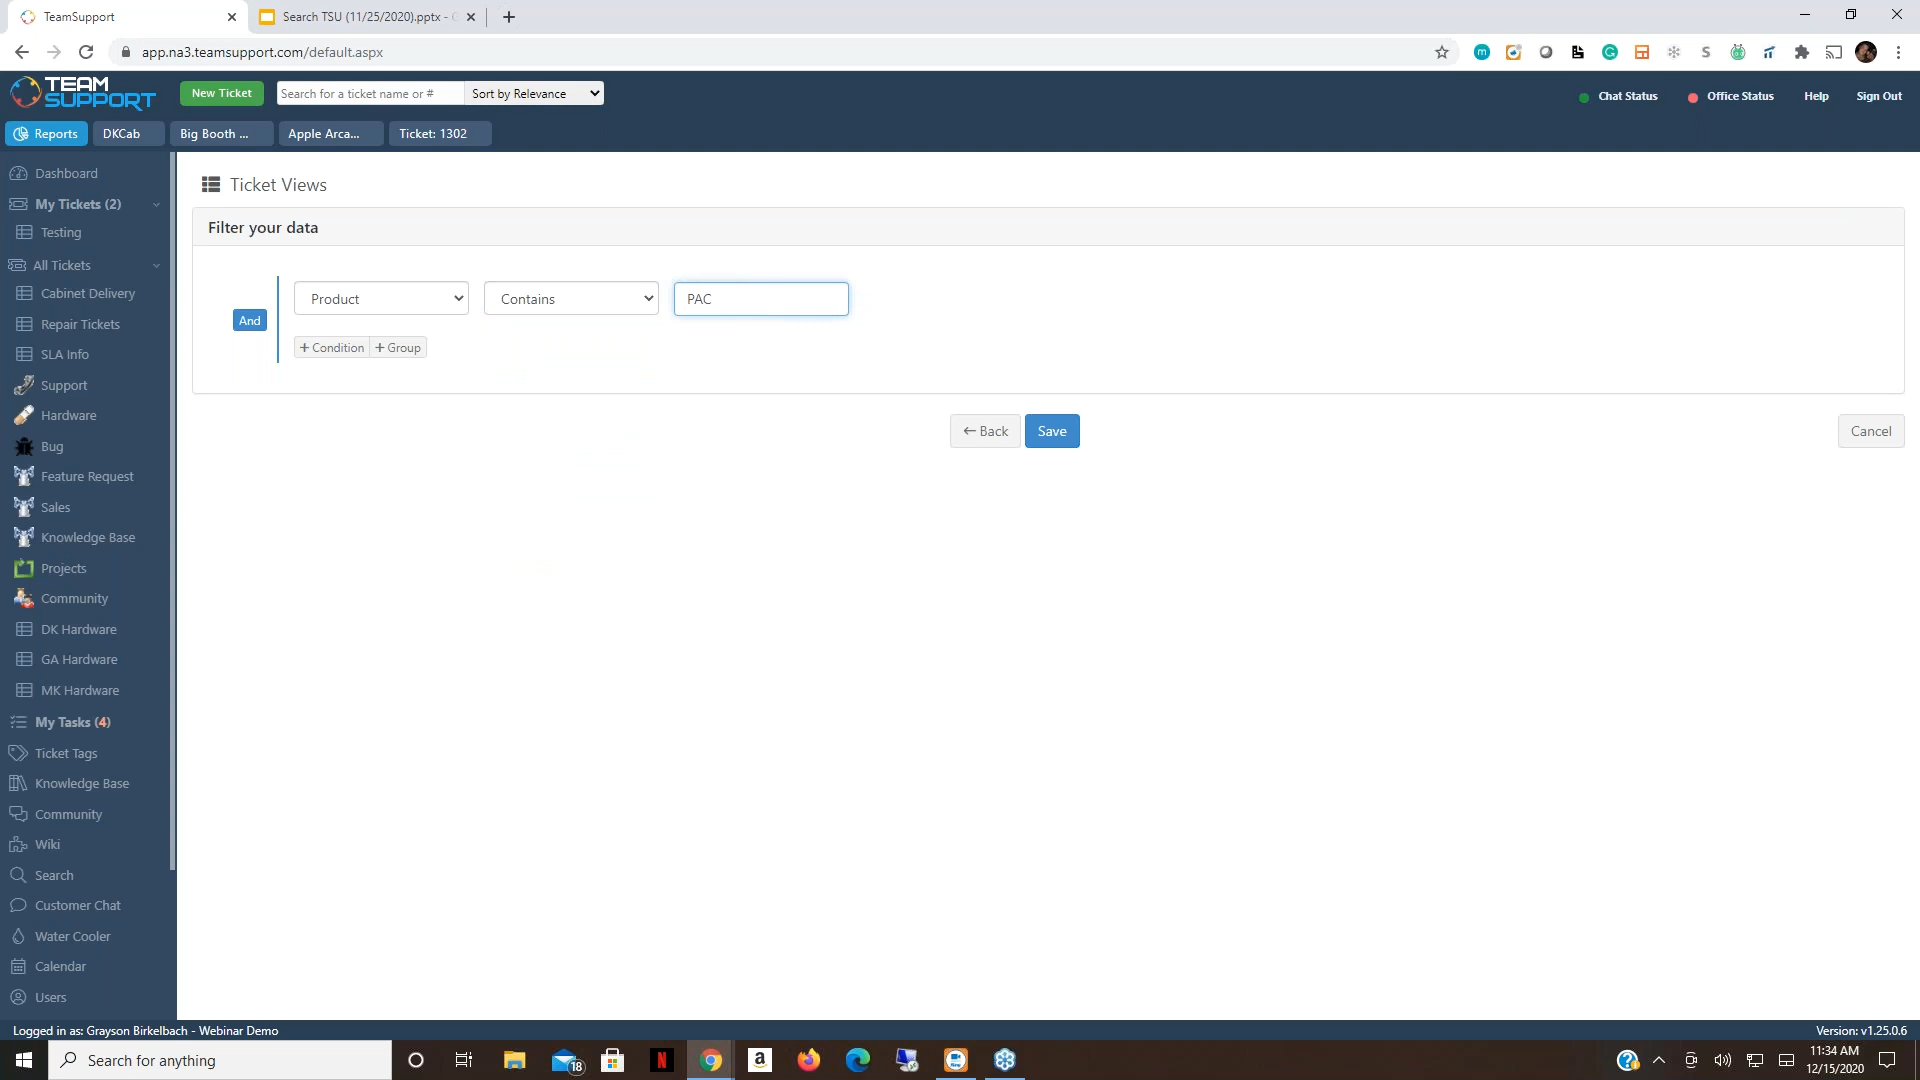 TeamSupport
Search TSU (11/25/2020).pptx - G
app.na3.teamsupport.com/default.aspx
TEAM
SUPPORT
New Ticket
Search for a ticket name or #
Sort by Relevance
Chat Status
Office Status
Help
Sign Out
Reports
DKCab
Big Booth ...
Apple Arca...
Ticket: 1302
Dashboard
My Tickets (2)
Testing
All Tickets
Cabinet Delivery
Repair Tickets
SLA Info
Support
Hardware
Bug
Feature Request
Sales
Knowledge Base
Projects
Community
DK Hardware
GA Hardware
MK Hardware
My Tasks (4)
Ticket Tags
Knowledge Base
Community
Wiki
Search
Customer Chat
Water Cooler
Calendar
Users
Ticket Views
Filter your data
And
Product
Contains
PAC
+ Condition
+ Group
← Back
Save
Cancel
Logged in as: Grayson Birkelbach - Webinar Demo
Version: v1.25.0.6
Search for anything
18
11:34 AM
12/15/2020